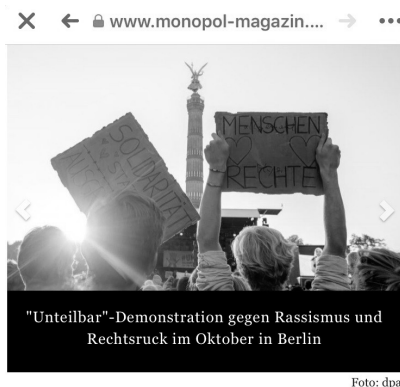 www.monopol-magazin....
SOLIDARITÄT
MENSCHEN
RECHTE
"Unteilbar"-Demonstration gegen Rassismus und
Rechtsruck im Oktober in Berlin
Foto: dpa